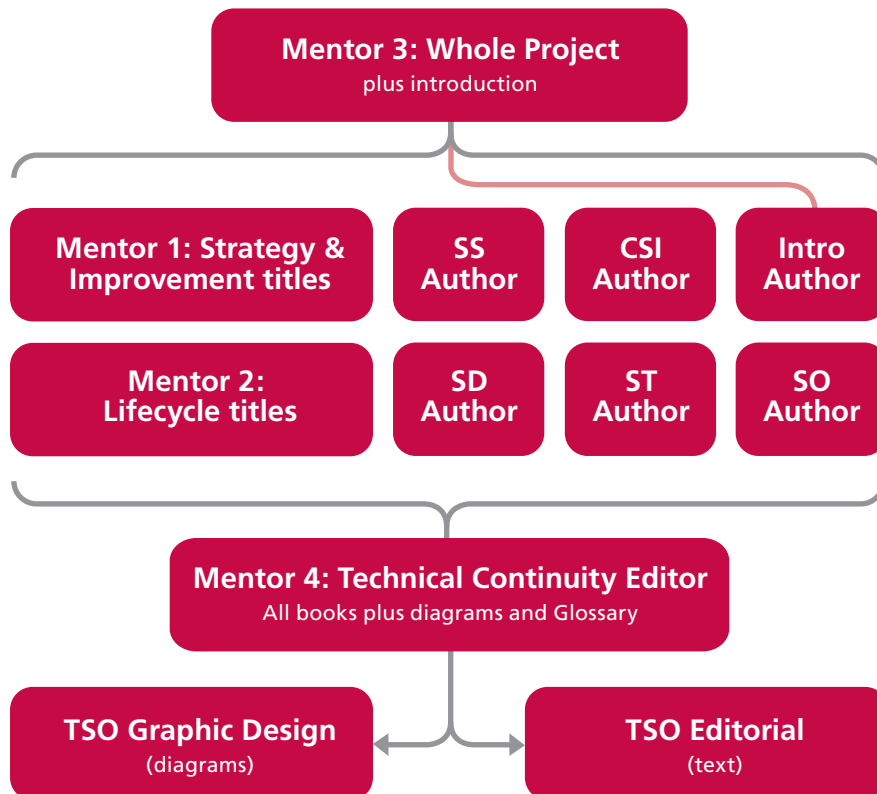 Mentor 3: Whole Project
plus introduction
Mentor 1: Strategy &
Improvement titles
SS
Author
CSI
Author
Intro
Author
Mentor 2:
Lifecycle titles
SD
Author
ST
Author
SO
Author
Mentor 4: Technical Continuity Editor
All books plus diagrams and Glossary
TSO Graphic Design
(diagrams)
TSO Editorial
(text)